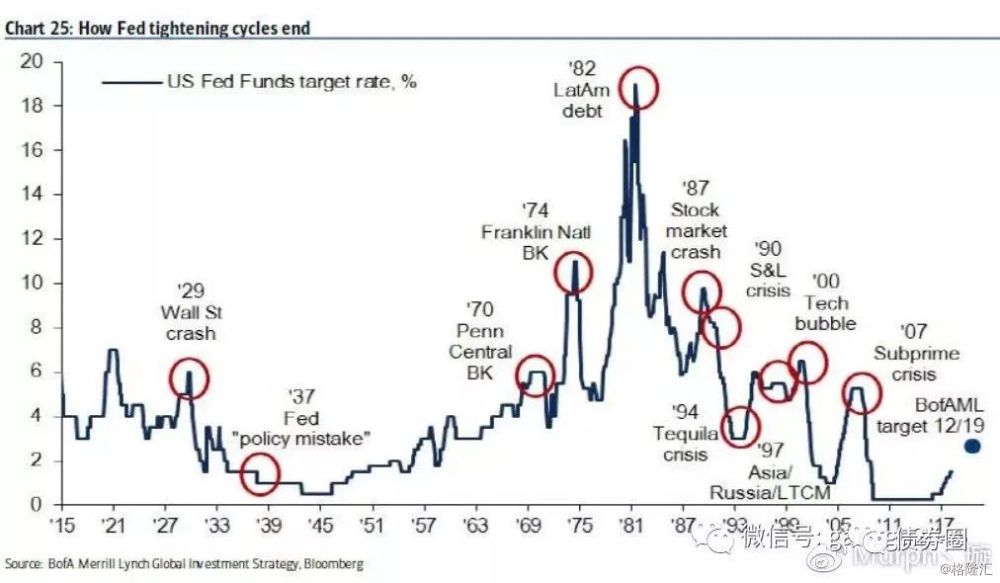 Chart 25: How Fed tightening cycles end
20
18
16
14
12
10
8
6
4
2
0
US Fed Funds target rate, %
'29
Wall St
crash
'37
Fed
"policy mistake"
'70
Penn
Central
BK
'74
Franklin Natl
BK
'82
LatAm
debt
'87
Stock
market
crash
'90
S&L
crisis
'94
Tequila
crisis
'97
Asia/
Russia/LTCM
'00
Tech
bubble
'07
Subprime
crisis
BofAML
target 12/19
'15 '21 '27 '33 '39 '45 '51 '57 '63 '69 '75 '81 '87 '93 '99 '05 '11 '17
Source: BofA Merrill Lynch Global Investment Strategy, Bloomberg
微信号:
债券圈
@格隆汇